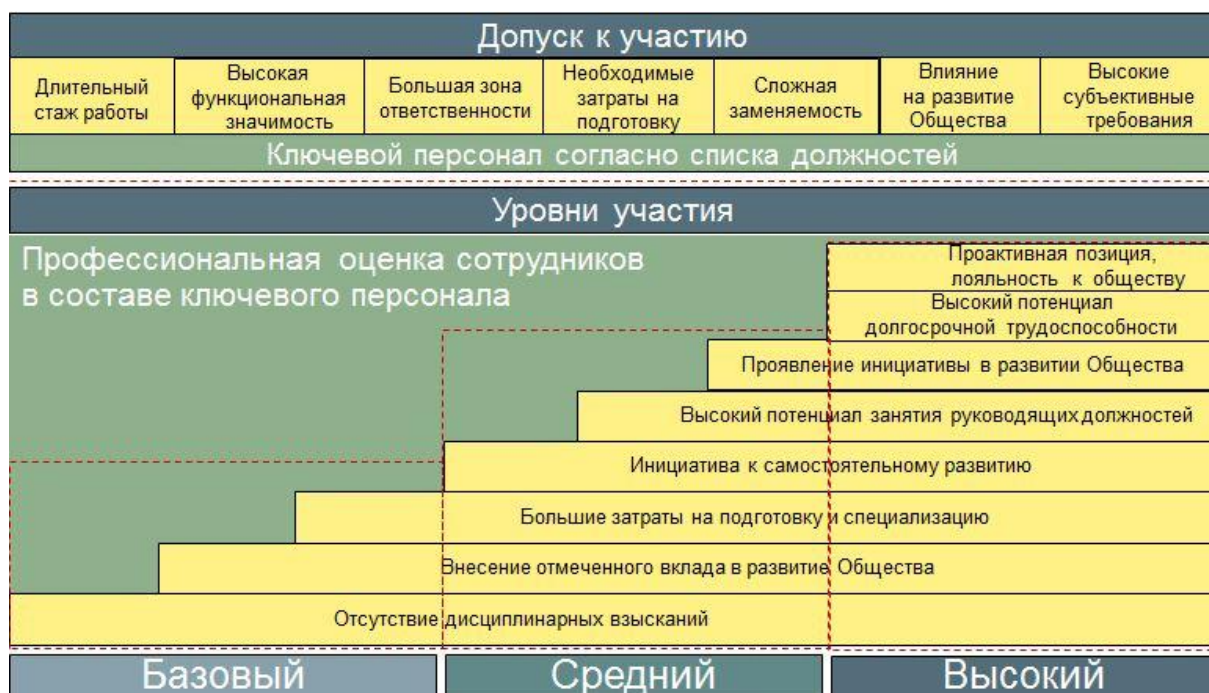 Допуск к участию
Длительный
стаж работы
Высокая
функциональная
значимость
Большая зона
ответственности
Необходимые
затраты на
подготовку
Сложная
заменяемость
Влияние
на развитие
Общества
Высокие
субъективные
требования
Ключевой персонал согласно списка должностей
Уровни участия
Профессиональная оценка сотрудников
в составе ключевого персонала
Проактивная позиция,
лояльность к обществу
Высокий потенциал
долгосрочной трудоспособности
Проявление инициативы в развитии Общества
Высокий потенциал занятия руководящих должностей
Инициатива к самостоятельному развитию
Большие затраты на подготовку и специализацию
Внесение отмеченного вклада в развитие Общества
Отсутствие дисциплинарных взысканий
Базовый
Средний
Высокий